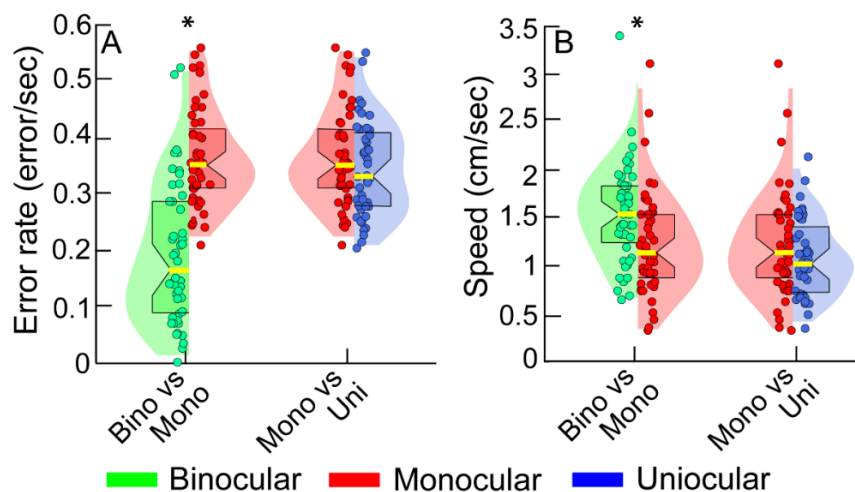 A
*
Error rate (error/sec)
0.6
0.5
0.4
0.3
0.2
0.1
0
Bino vs
Mono
Mono vs
Uni
B
*
Speed (cm/sec)
3.5
3
2.5
2
1.5
1
0.5
0
Bino vs
Mono
Mono vs
Uni
Binocular Monocular Uniocular